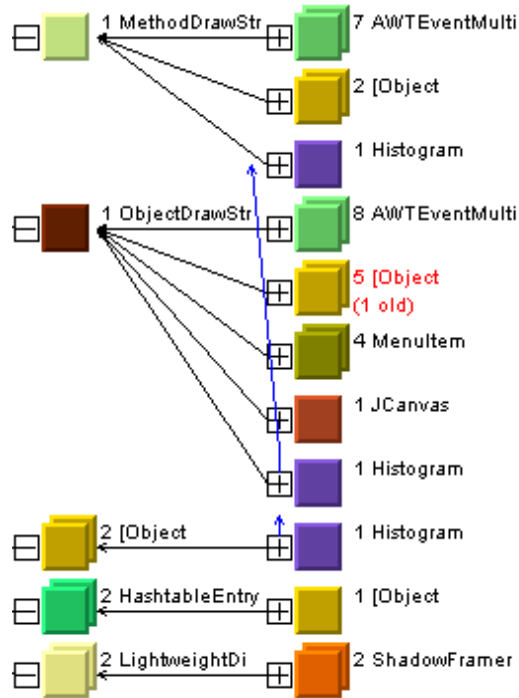 1 MethodDrawStr 7 AWTEventMulti
2 [Object
1 Histogram
1 ObjectDrawStr 8 AWTEventMulti
5 [Object
(1 old)
4 MenuItem
1 JCanvas
1 Histogram
2 [Object 1 Histogram
2 HashtableEntry 1 [Object
2 LightweightDi 2 ShadowFramer